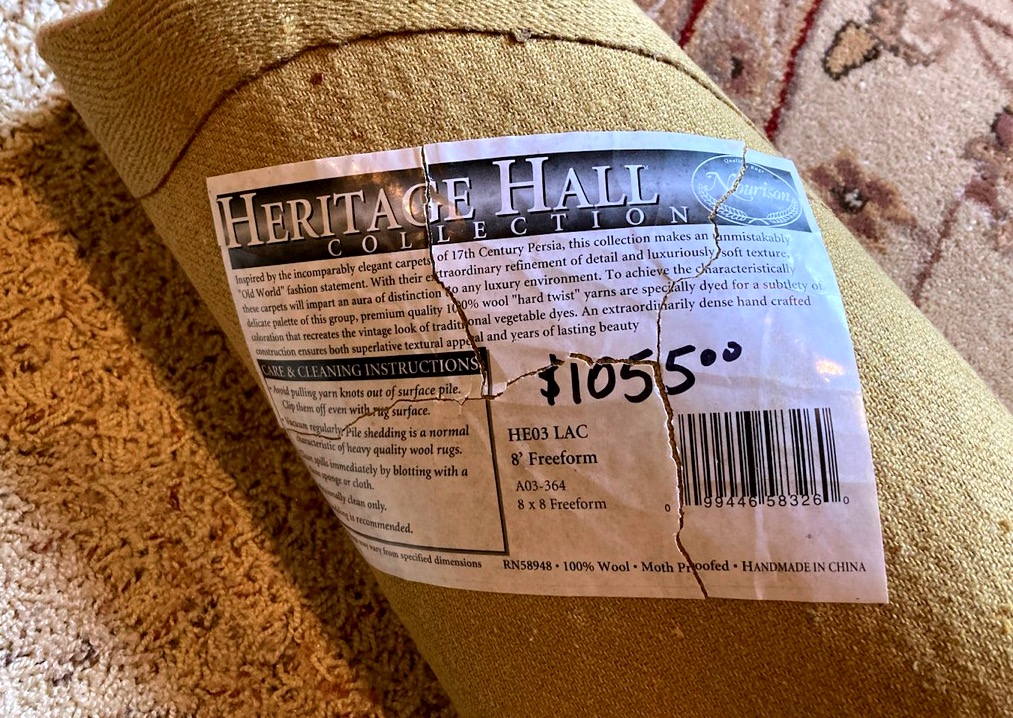 HERITAGE HALL
COLLECTION
Quality Rugs
Nourison
Inspired by the incomparably elegant carpets of 17th Century Persia, this collection makes an unmistakably
"Old World" fashion statement. With their extraordinary refinement of detail and luxuriously soft texture,
these carpets will impart an aura of distinction to any luxury environment. To achieve the characteristically
delicate palette of this group, premium quality 100% wool "hard twist" yarns are specially dyed for a subtlety of
coloration that recreates the vintage look of traditional vegetable dyes. An extraordinarily dense hand crafted
construction ensures both superlative textural appeal and years of lasting beauty
CARE & CLEANING INSTRUCTIONS
• Avoid pulling yarn knots out of surface pile.
Clip them off even with rug surface.
• Vacuum regularly. Pile shedding is a normal
characteristic of heavy quality wool rugs.
spills immediately by blotting with a
sponge or cloth.
clean only.
is recommended.
vary from specified dimensions
$1055 00
HE03 LAC
8' Freeform
A03-364
8 x 8 Freeform
0 99446 58326 0
RN58948 • 100% Wool • Moth Proofed • HANDMADE IN CHINA